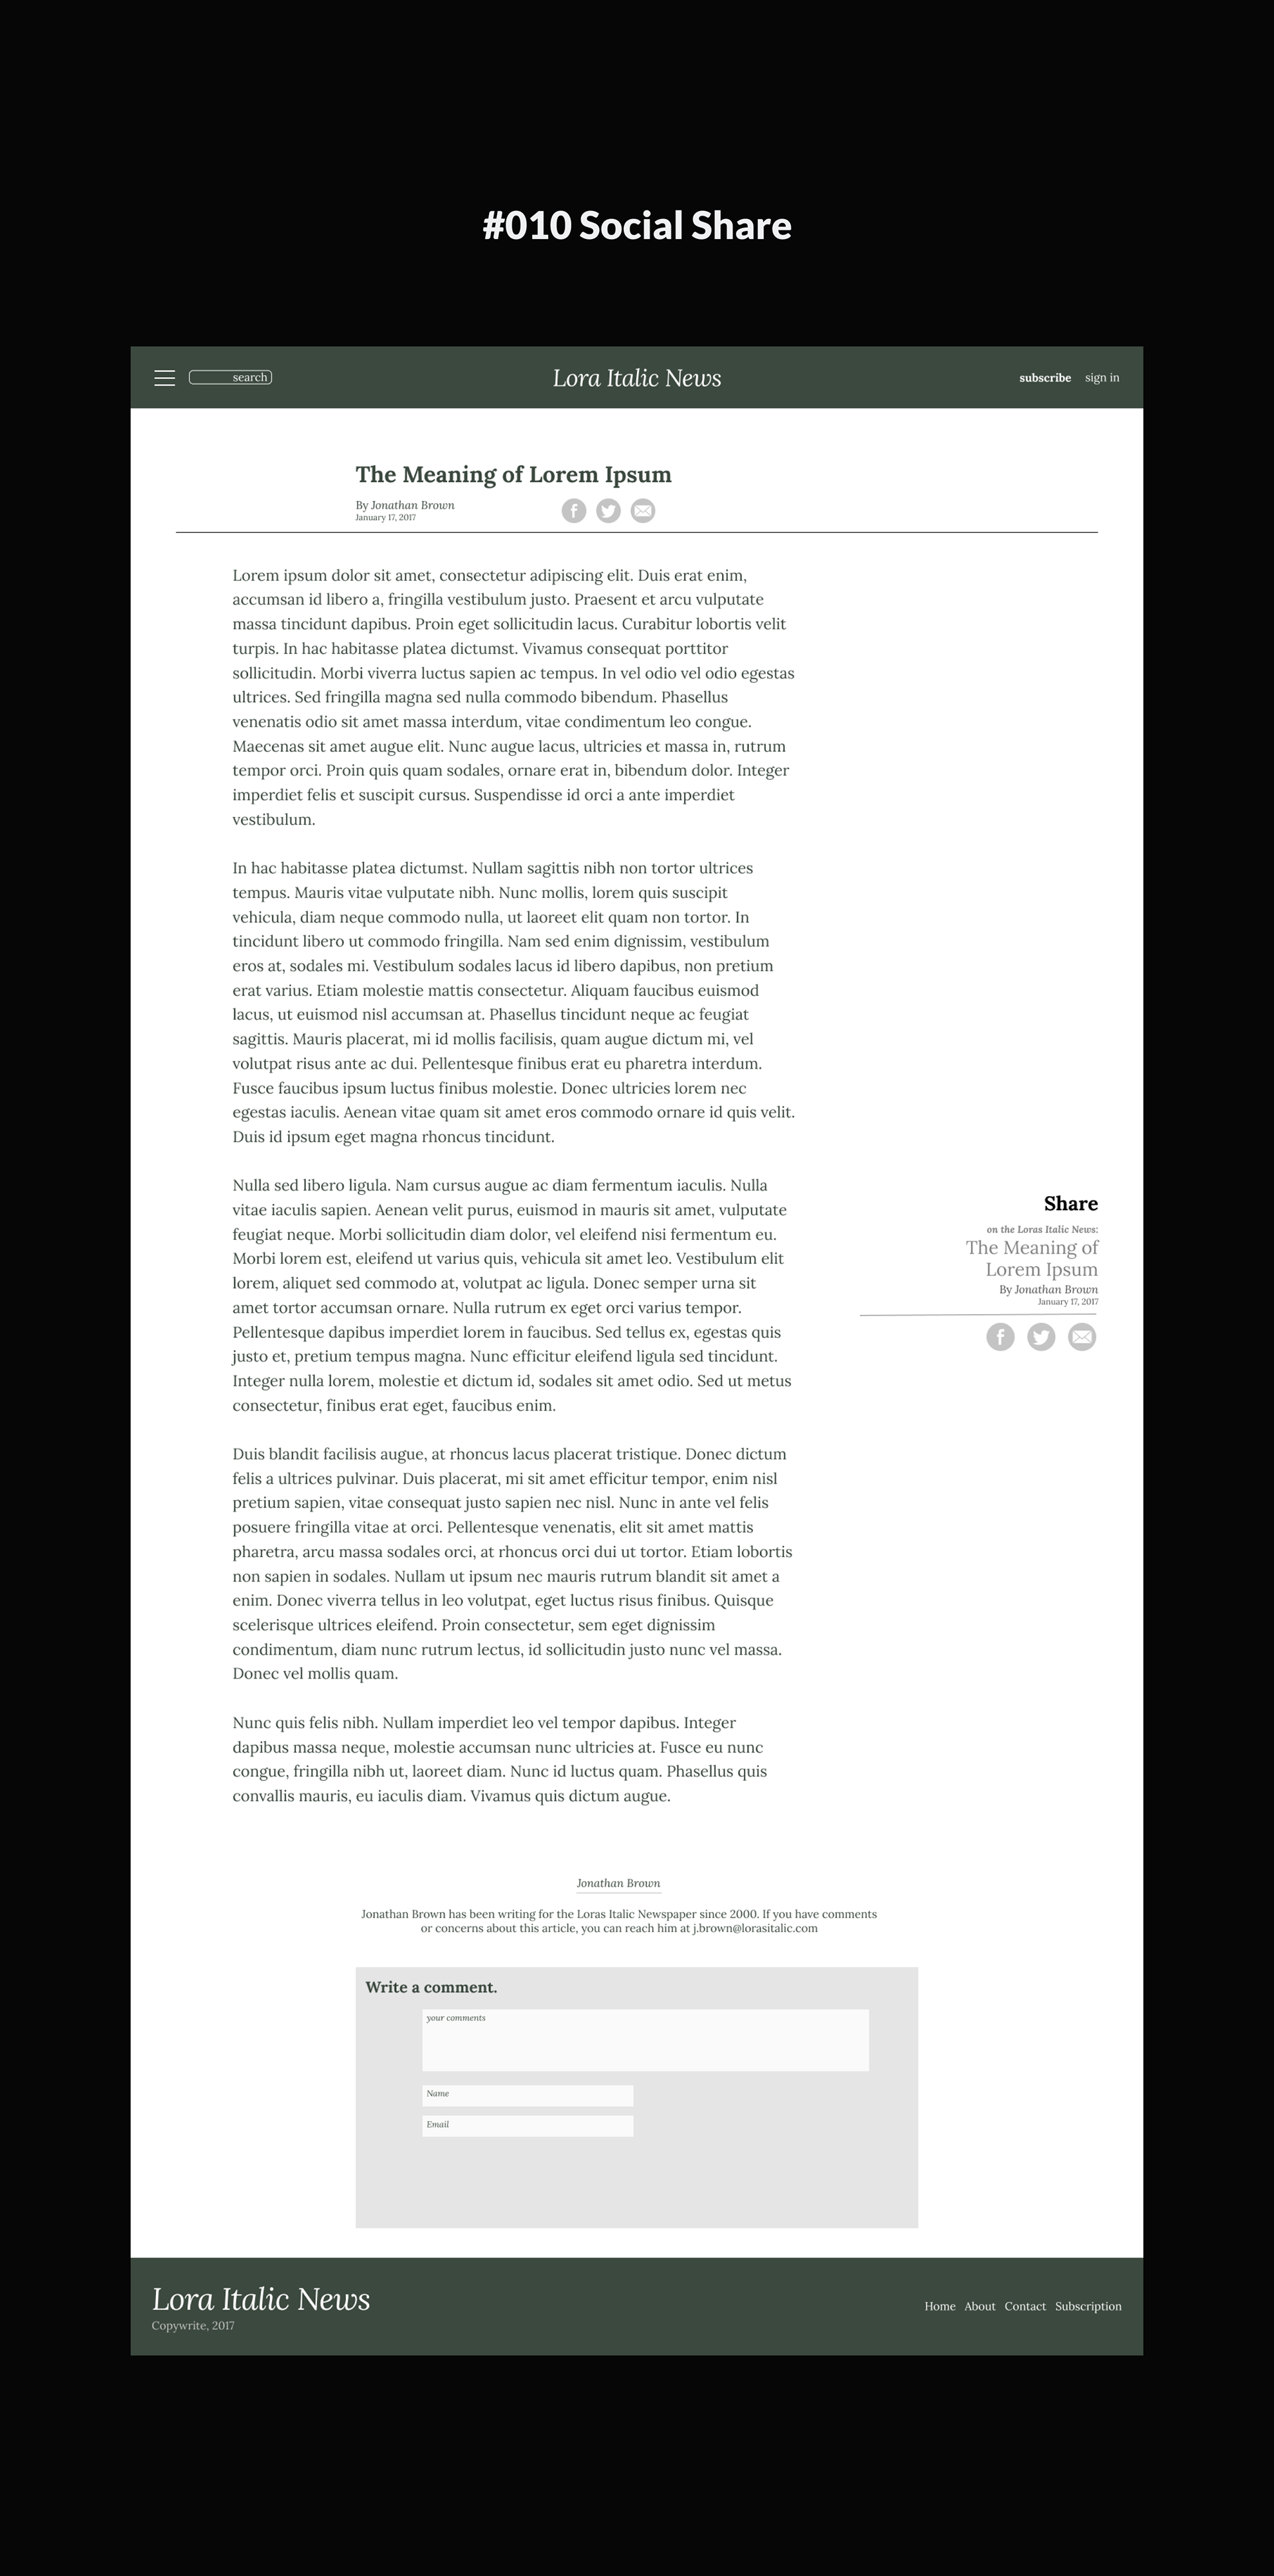 #010 Social Share
search
Lora Italic News
subscribe sign in
The Meaning of Lorem Ipsum
By Jonathan Brown
January 17, 2017
Lorem ipsum dolor sit amet, consectetur adipiscing elit. Duis erat enim,
accumsan id libero a, fringilla vestibulum justo. Praesent et arcu vulputate
massa tincidunt dapibus. Proin eget sollicitudin lacus. Curabitur lobortis velit
turpis. In hac habitasse platea dictumst. Vivamus consequat porttitor
sollicitudin. Morbi viverra luctus sapien ac tempus. In vel odio vel odio egestas
ultrices. Sed fringilla magna sed nulla commodo bibendum. Phasellus
venenatis odio sit amet massa interdum, vitae condimentum leo congue.
Maecenas sit amet augue elit. Nunc augue lacus, ultricies et massa in, rutrum
tempor orci. Proin quis quam sodales, ornare erat in, bibendum dolor. Integer
imperdiet felis et suscipit cursus. Suspendisse id orci a ante imperdiet
vestibulum.
In hac habitasse platea dictumst. Nullam sagittis nibh non tortor ultrices
tempus. Mauris vitae vulputate nibh. Nunc mollis, lorem quis suscipit
vehicula, diam neque commodo nulla, ut laoreet elit quam non tortor. In
tincidunt libero ut commodo fringilla. Nam sed enim dignissim, vestibulum
eros at, sodales mi. Vestibulum sodales lacus id libero dapibus, non pretium
erat varius. Etiam molestie mattis consectetur. Aliquam faucibus euismod
lacus, ut euismod nisl accumsan at. Phasellus tincidunt neque ac feugiat
sagittis. Mauris placerat, mi id mollis facilisis, quam augue dictum mi, vel
volutpat risus ante ac dui. Pellentesque finibus erat eu pharetra interdum.
Fusce faucibus ipsum luctus finibus molestie. Donec ultricies lorem nec
egestas iaculis. Aenean vitae quam sit amet eros commodo ornare id quis velit.
Duis id ipsum eget magna rhoncus tincidunt.
Nulla sed libero ligula. Nam cursus augue ac diam fermentum iaculis. Nulla
vitae iaculis sapien. Aenean velit purus, euismod in mauris sit amet, vulputate
feugiat neque. Morbi sollicitudin diam dolor, vel eleifend nisi fermentum eu.
Morbi lorem est, eleifend ut varius quis, vehicula sit amet leo. Vestibulum elit
lorem, aliquet sed commodo at, volutpat ac ligula. Donec semper urna sit
amet tortor accumsan ornare. Nulla rutrum ex eget orci varius tempor.
Pellentesque dapibus imperdiet lorem in faucibus. Sed tellus ex, egestas quis
justo et, pretium tempus magna. Nunc efficitur eleifend ligula sed tincidunt.
Integer nulla lorem, molestie et dictum id, sodales sit amet odio. Sed ut metus
consectetur, finibus erat eget, faucibus enim.
Share
on the Loras Italic News:
The Meaning of
Lorem Ipsum
By Jonathan Brown
January 17, 2017
Duis blandit facilisis augue, at rhoncus lacus placerat tristique. Donec dictum
felis a ultrices pulvinar. Duis placerat, mi sit amet efficitur tempor, enim nisl
pretium sapien, vitae consequat justo sapien nec nisl. Nunc in ante vel felis
posuere fringilla vitae at orci. Pellentesque venenatis, elit sit amet mattis
pharetra, arcu massa sodales orci, at rhoncus orci dui ut tortor. Etiam lobortis
non sapien in sodales. Nullam ut ipsum nec mauris rutrum blandit sit amet a
enim. Donec viverra tellus in leo volutpat, eget luctus risus finibus. Quisque
scelerisque ultrices eleifend. Proin consectetur, sem eget dignissim
condimentum, diam nunc rutrum lectus, id sollicitudin justo nunc vel massa.
Donec vel mollis quam.
Nunc quis felis nibh. Nullam imperdiet leo vel tempor dapibus. Integer
dapibus massa neque, molestie accumsan nunc ultricies at. Fusce eu nunc
congue, fringilla nibh ut, laoreet diam. Nunc id luctus quam. Phasellus quis
convallis mauris, eu iaculis diam. Vivamus quis dictum augue.
Jonathan Brown
Jonathan Brown has been writing for the Loras Italic Newspaper since 2000. If you have comments
or concerns about this article, you can reach him at j.brown@lorasitalic.com
Write a comment.
your comments
Name
Email
Lora Italic News
Copywrite, 2017
Home About Contact Subscription